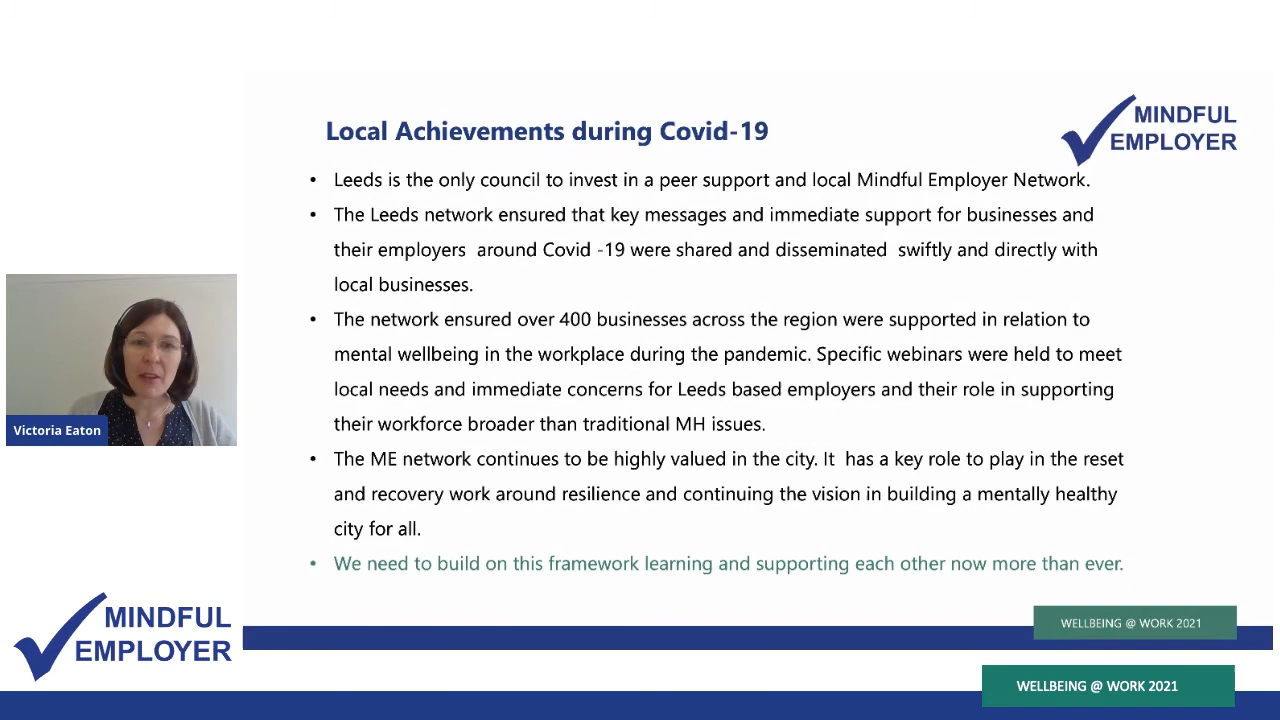 Local Achievements during Covid-19
MINDFUL
EMPLOYER
• Leeds is the only council to invest in a peer support and local Mindful Employer Network.
• The Leeds network ensured that key messages and immediate support for businesses and
their employers around Covid -19 were shared and disseminated swiftly and directly with
local businesses.
• The network ensured over 400 businesses across the region were supported in relation to
mental wellbeing in the workplace during the pandemic. Specific webinars were held to meet
local needs and immediate concerns for Leeds based employers and their role in supporting
their workforce broader than traditional MH issues.
• The ME network continues to be highly valued in the city. It has a key role to play in the reset
and recovery work around resilience and continuing the vision in building a mentally healthy
city for all.
• We need to build on this framework learning and supporting each other now more than ever.
Victoria Eaton
MINDFUL
EMPLOYER
WELLBEING @ WORK 2021
WELLBEING @ WORK 2021